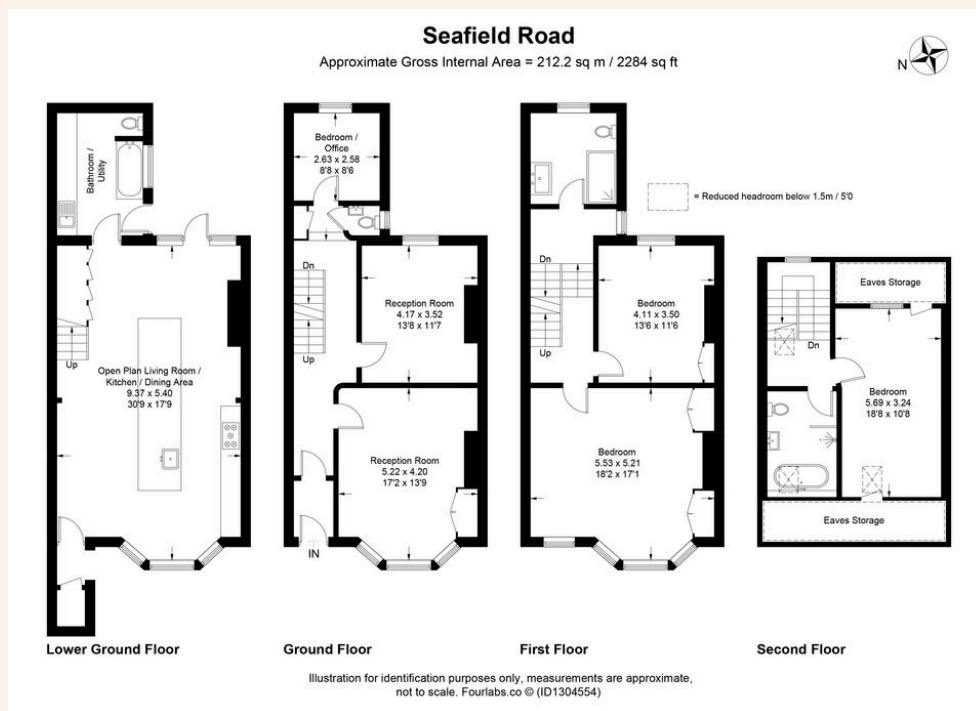 Seafield Road
Approximate Gross Internal Area = 212.2 sq m / 2284 sq ft
N
Bathroom /
Utility
Up
Open Plan Living Room /
Kitchen / Dining Area
9.37 x 5.40
30'9 x 17'9
Lower Ground Floor
Bedroom /
Office
2.63 x 2.58
8'8 x 8'6
Dn
Up
Reception Room
4.17 x 3.52
13'8 x 11'7
Reception Room
5.22 x 4.20
17'2 x 13'9
IN
Ground Floor
Dn
Up
Bedroom
4.11 x 3.50
13'6 x 11'6
Bedroom
5.53 x 5.21
18'2 x 17'1
First Floor
= Reduced headroom below 1.5m / 5'0
Eaves Storage
Dn
Bedroom
5.69 x 3.24
18'8 x 10'8
Eaves Storage
Second Floor
Illustration for identification purposes only, measurements are approximate,
not to scale. Fourlabs.co © (ID1304554)